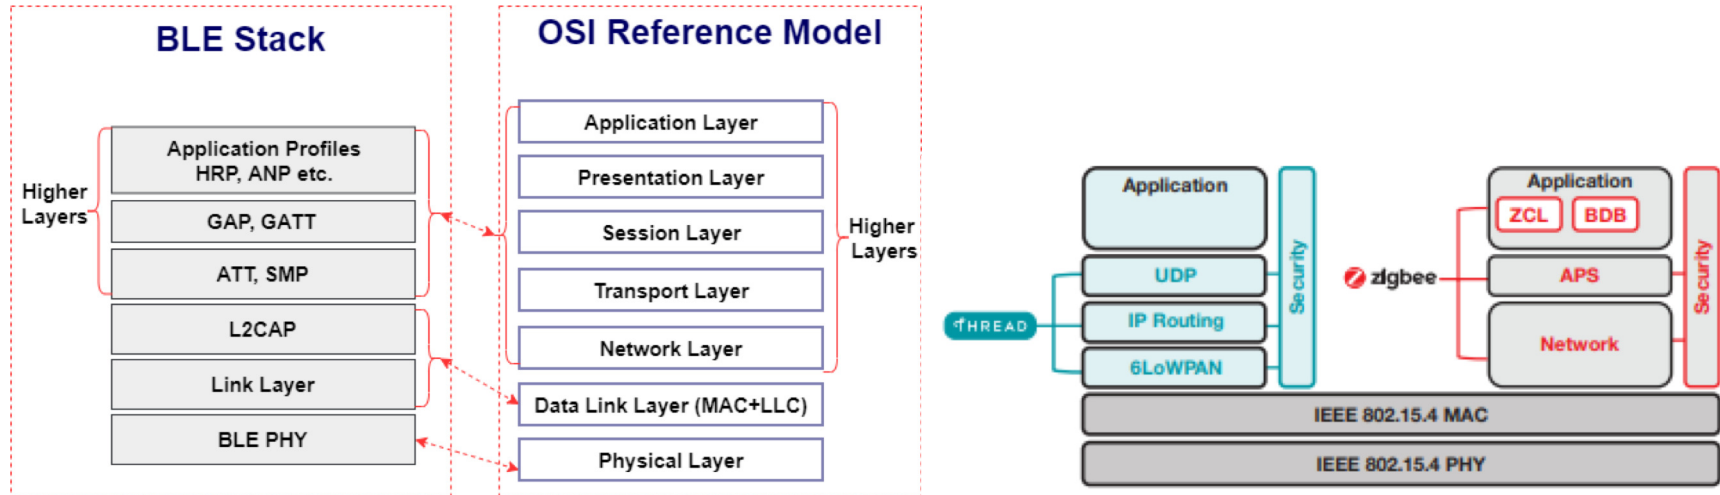 BLE Stack
Higher
Layers
Application Profiles
HRP, ANP etc.
GAP, GATT
ATT, SMP
L2CAP
Link Layer
BLE PHY
OSI Reference Model
Application Layer
Presentation Layer
Session Layer
Transport Layer
Network Layer
Data Link Layer (MAC+LLC)
Physical Layer
Higher
Layers
THREAD
Application
UDP
IP Routing
6LoWPAN
Security
zigbee
Application
ZCL
BDB
APS
Network
Security
IEEE 802.15.4 MAC
IEEE 802.15.4 PHY